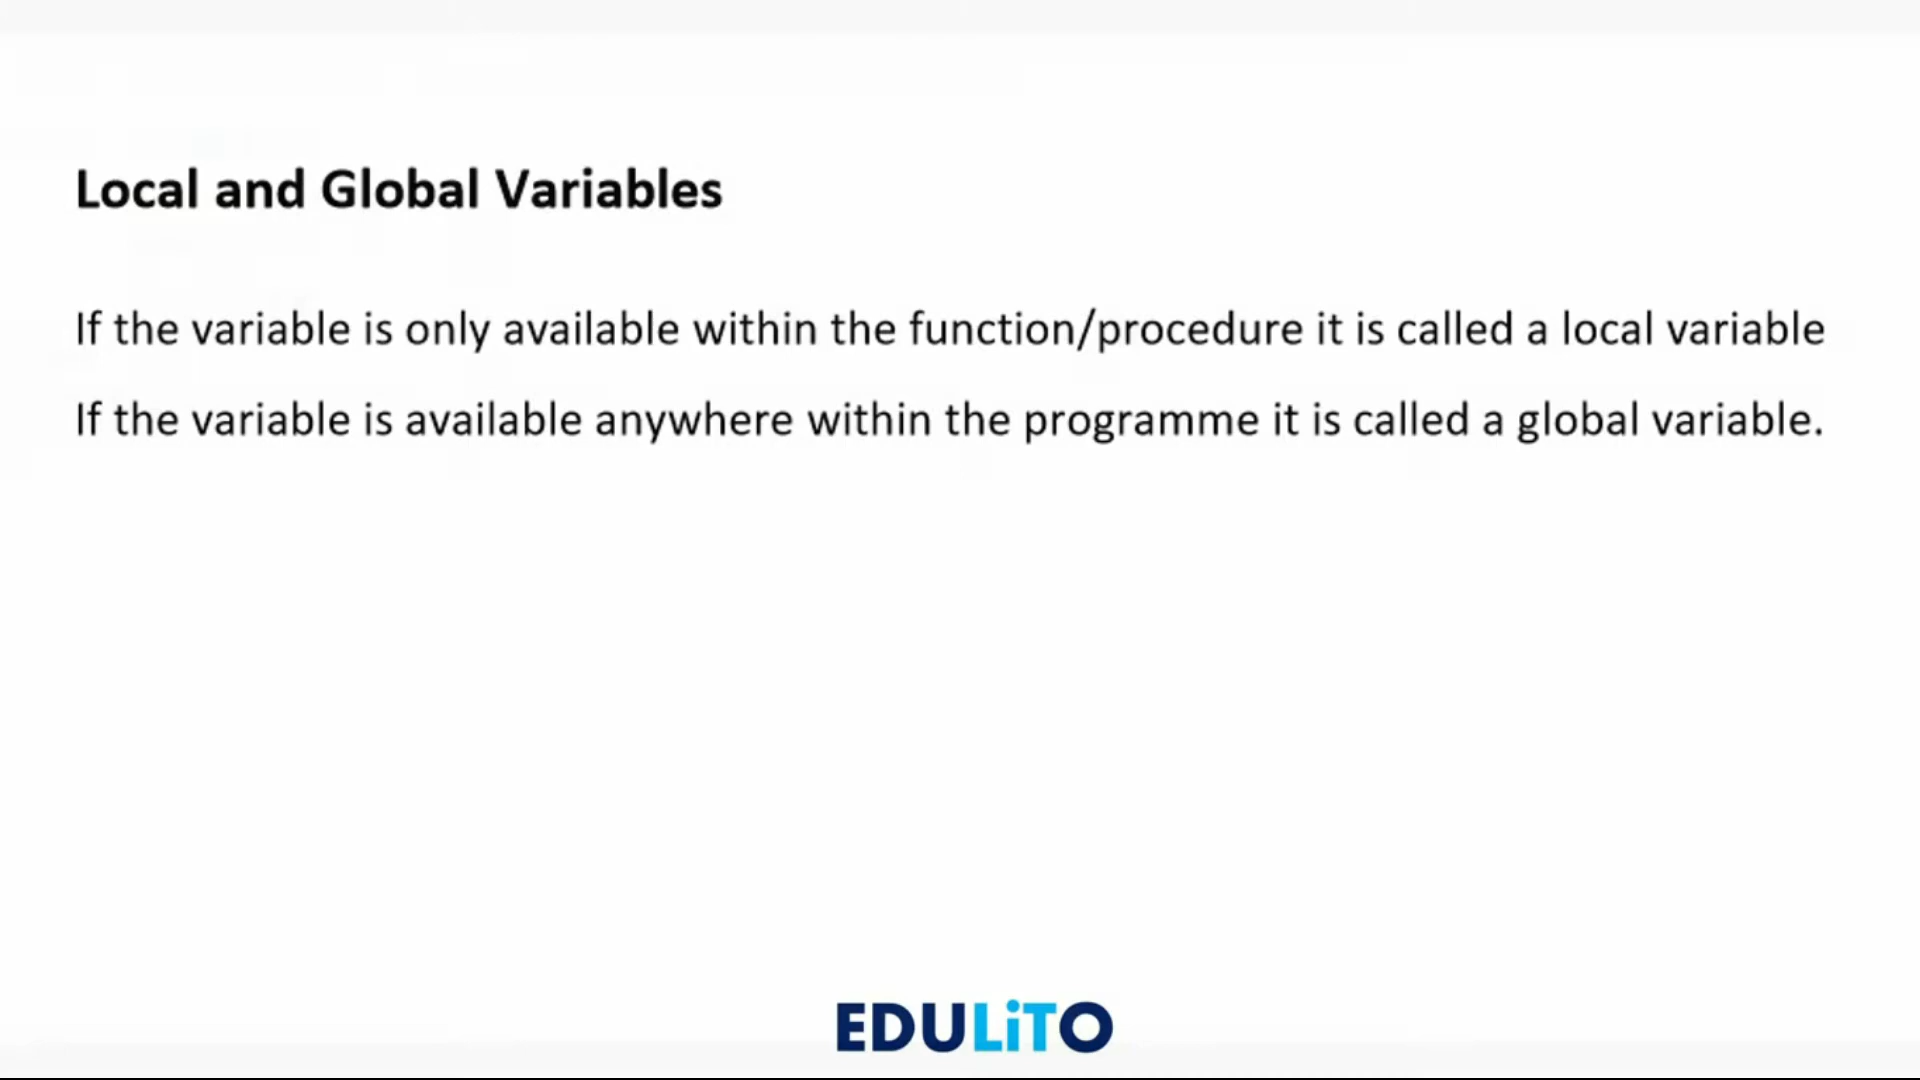 Local and Global Variables
If the variable is only available within the function/procedure it is called a local variable
If the variable is available anywhere within the programme it is called a global variable.
EDULiTO